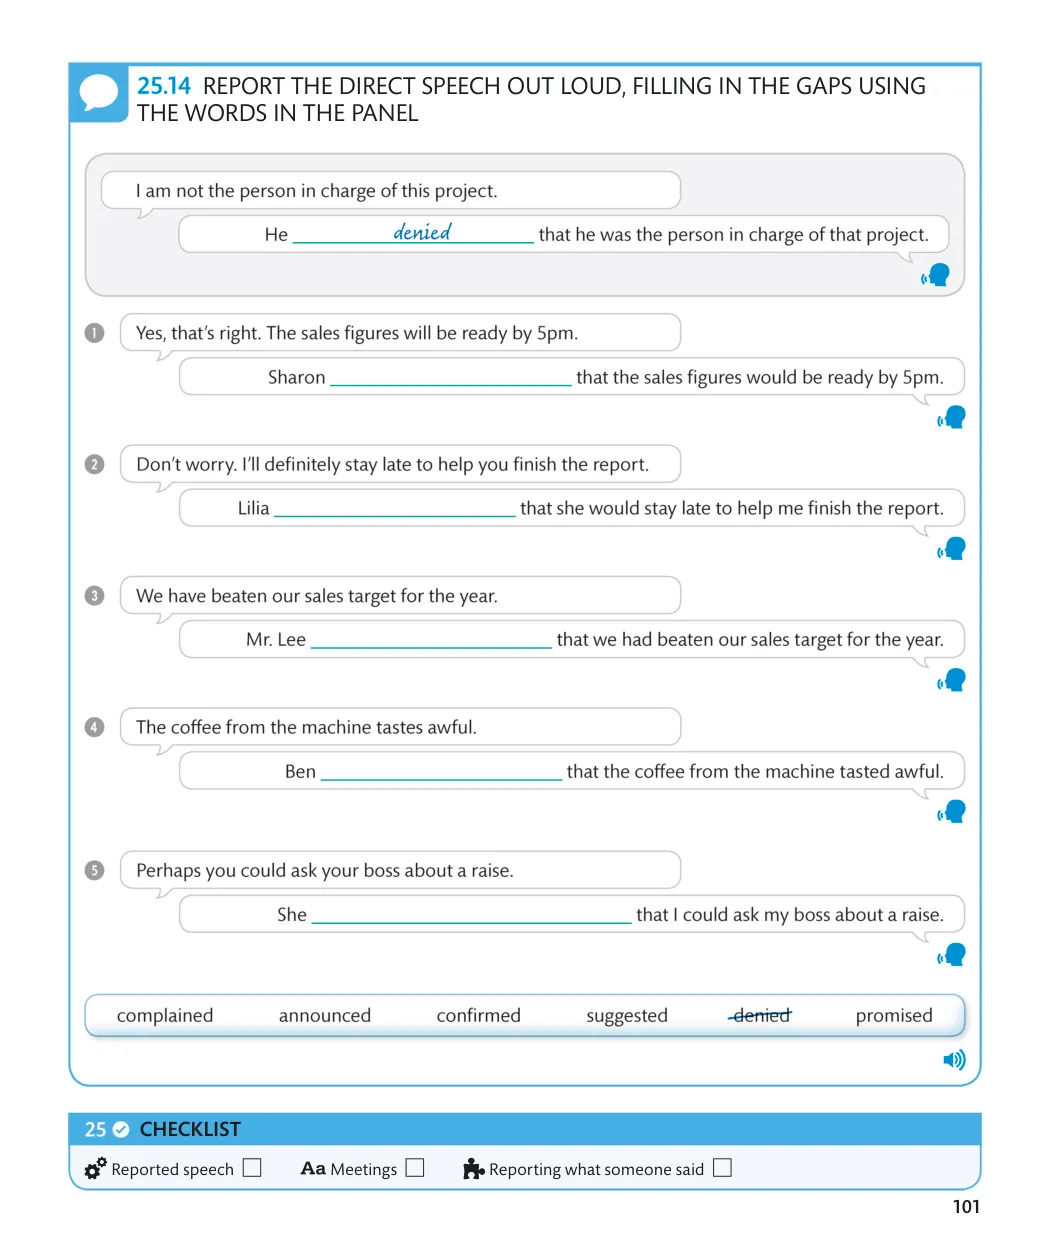 25.14 REPORT THE DIRECT SPEECH OUT LOUD, FILLING IN THE GAPS USING
THE WORDS IN THE PANEL
I am not the person in charge of this project.
He denied that he was the person in charge of that project.
1 Yes, that's right. The sales figures will be ready by 5pm.
Sharon that the sales figures would be ready by 5pm.
2 Don't worry. I'll definitely stay late to help you finish the report.
Lilia that she would stay late to help me finish the report.
3 We have beaten our sales target for the year.
Mr. Lee that we had beaten our sales target for the year.
4 The coffee from the machine tastes awful.
Ben that the coffee from the machine tasted awful.
5 Perhaps you could ask your boss about a raise.
She that I could ask my boss about a raise.
complained announced confirmed suggested denied promised
25 CHECKLIST
Reported speech Aa Meetings Reporting what someone said
101